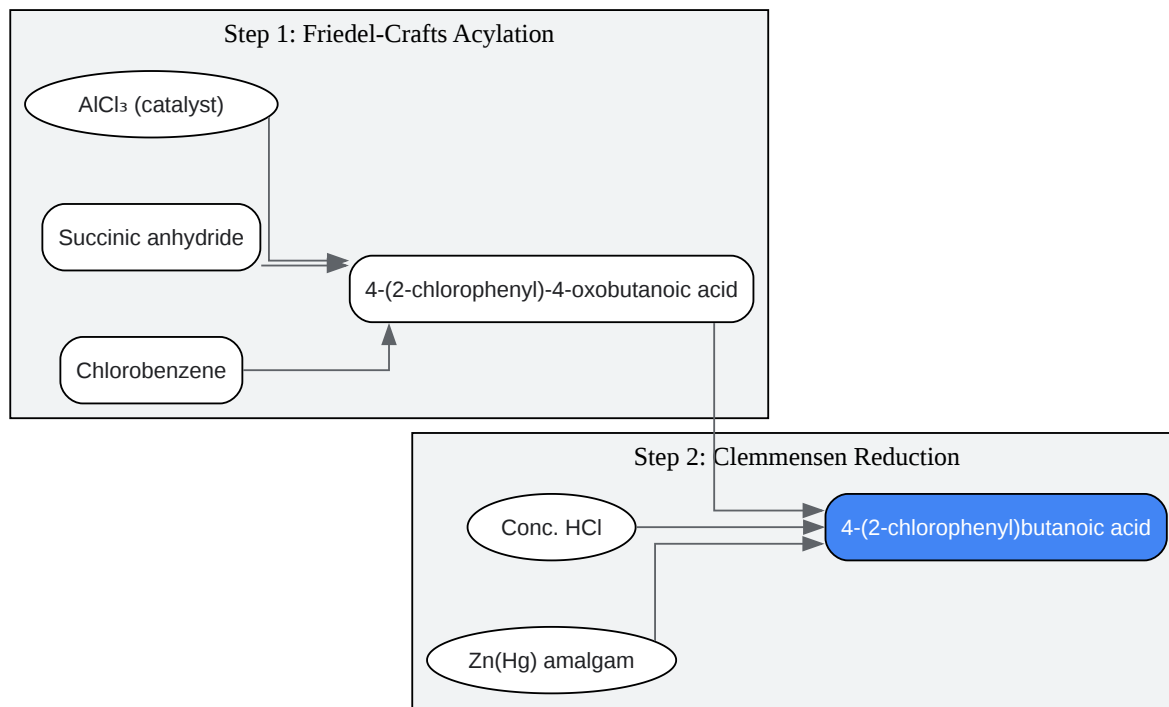 Step 1: Friedel-Crafts Acylation
AlCl₃ (catalyst)
Succinic anhydride
4-(2-chlorophenyl)-4-oxobutanoic acid
Chlorobenzene
Step 2: Clemmensen Reduction
Conc. HCl
4-(2-chlorophenyl)butanoic acid
Zn(Hg) amalgam